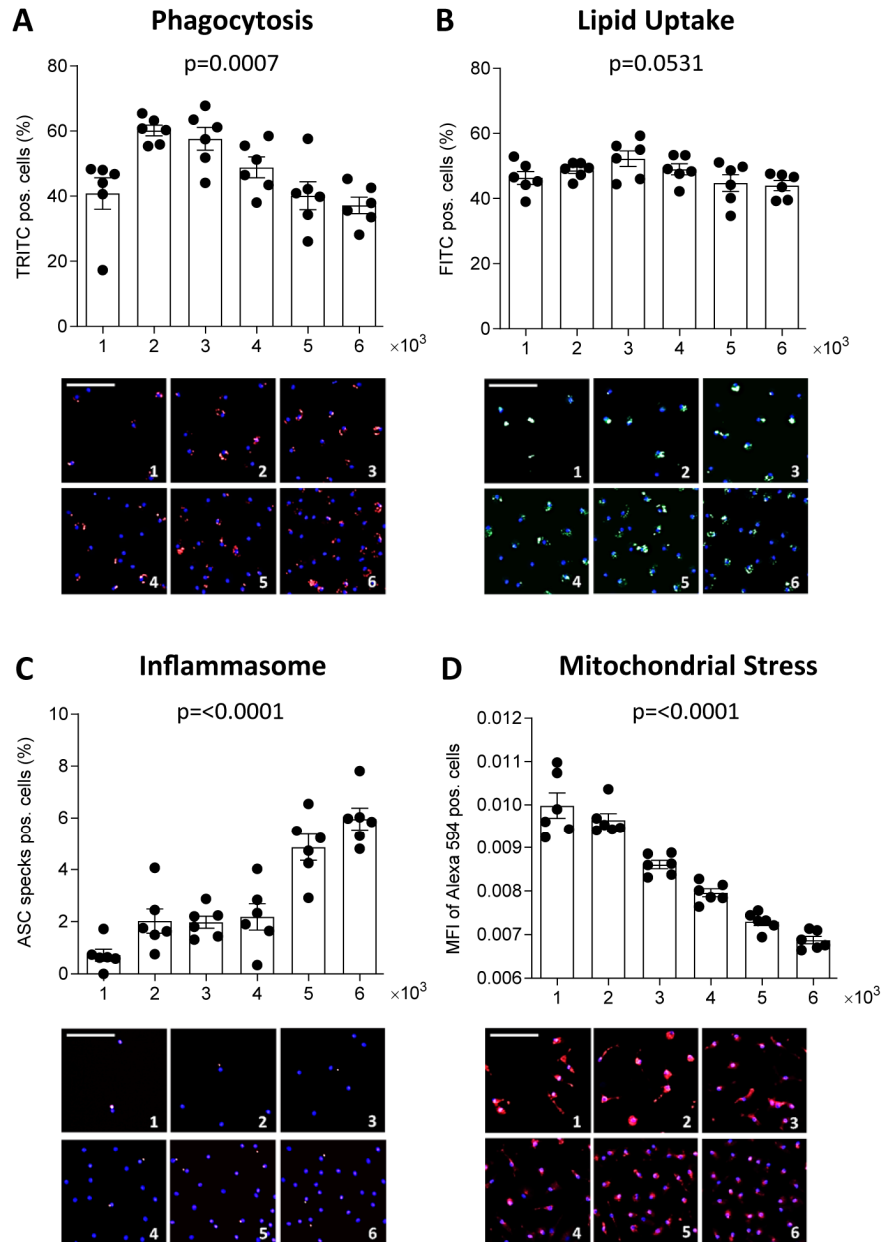 A Phagocytosis
p=0.0007
TRITC pos. cells (%)
80
60
40
20
0
1 2 3 4 5 6 ×10³
1 2 3
4 5 6
B Lipid Uptake
p=0.0531
FITC pos. cells (%)
80
60
40
20
0
1 2 3 4 5 6 ×10³
1 2 3
4 5 6
C Inflammasome
p=<0.0001
ASC specks pos. cells (%)
10
8
6
4
2
0
1 2 3 4 5 6 ×10³
1 2 3
4 5 6
D Mitochondrial Stress
p=<0.0001
MFI of Alexa 594 pos. cells
0.012
0.011
0.010
0.009
0.008
0.007
0.006
1 2 3 4 5 6 ×10³
1 2 3
4 5 6